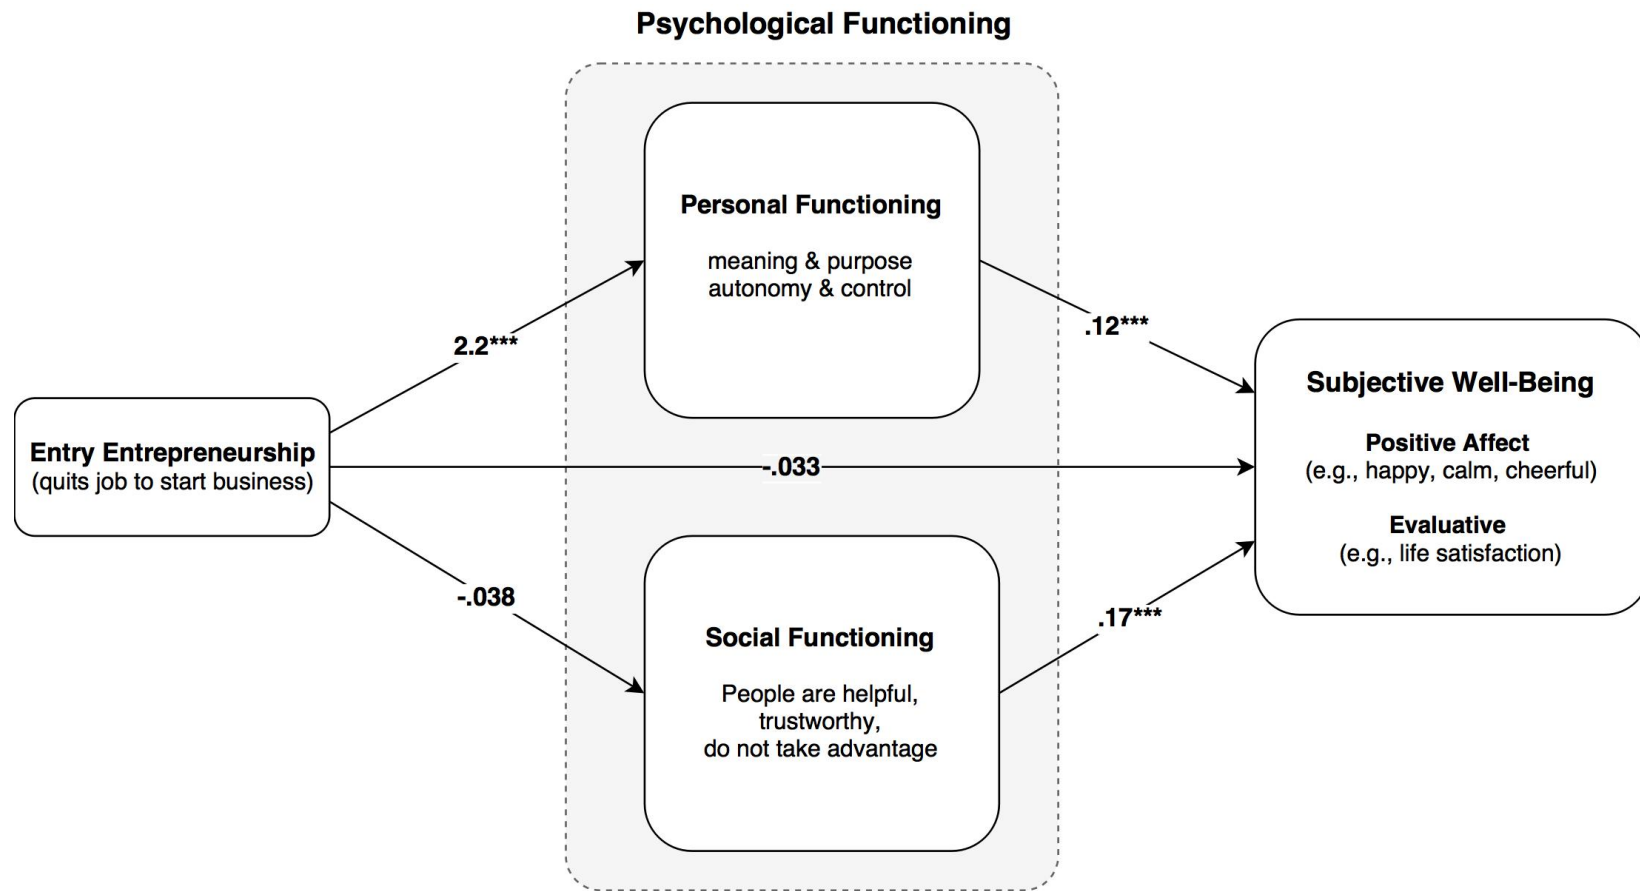 Psychological Functioning
Personal Functioning
meaning & purpose
autonomy & control
2.2***
.12***
Entry Entrepreneurship
(quits job to start business)
-.033
Subjective Well-Being
Positive Affect
(e.g., happy, calm, cheerful)
Evaluative
(e.g., life satisfaction)
-.038
.17***
Social Functioning
People are helpful,
trustworthy,
do not take advantage